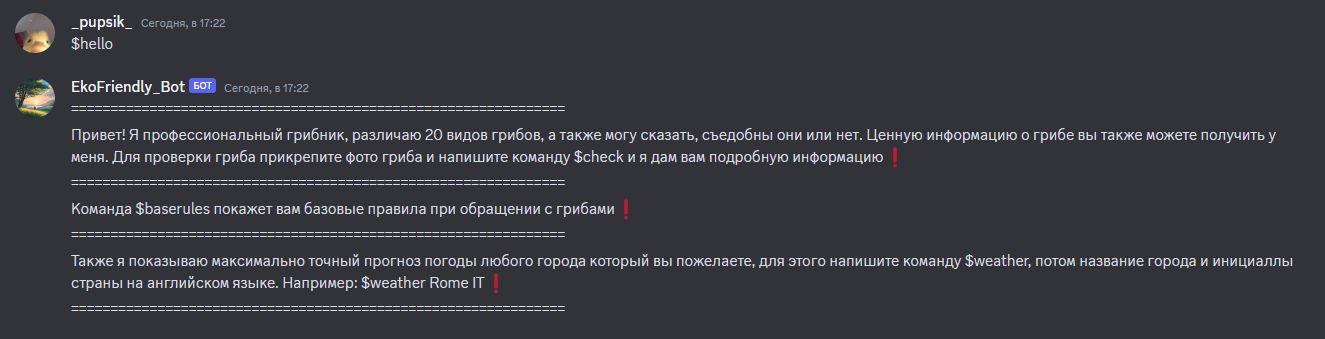 _pupsik_ Сегодня, в 17:22
$hello
EkoFriendly_Bot БОТ Сегодня, в 17:22
===============================================================
Привет! Я профессиональный грибник, различаю 20 видов грибов, а также могу сказать, съедобны они или нет. Ценную информацию о грибе вы также можете получить у
меня. Для проверки гриба прикрепите фото гриба и напишите команду $check и я дам вам подробную информацию❗
===============================================================
Команда $baserules покажет вам базовые правила при обращении с грибами❗
===============================================================
Также я показываю максимально точный прогноз погоды любого города который вы пожелаете, для этого напишите команду $weather, потом название города и инициаллы
страны на английском языке. Например: $weather Rome IT❗
===============================================================